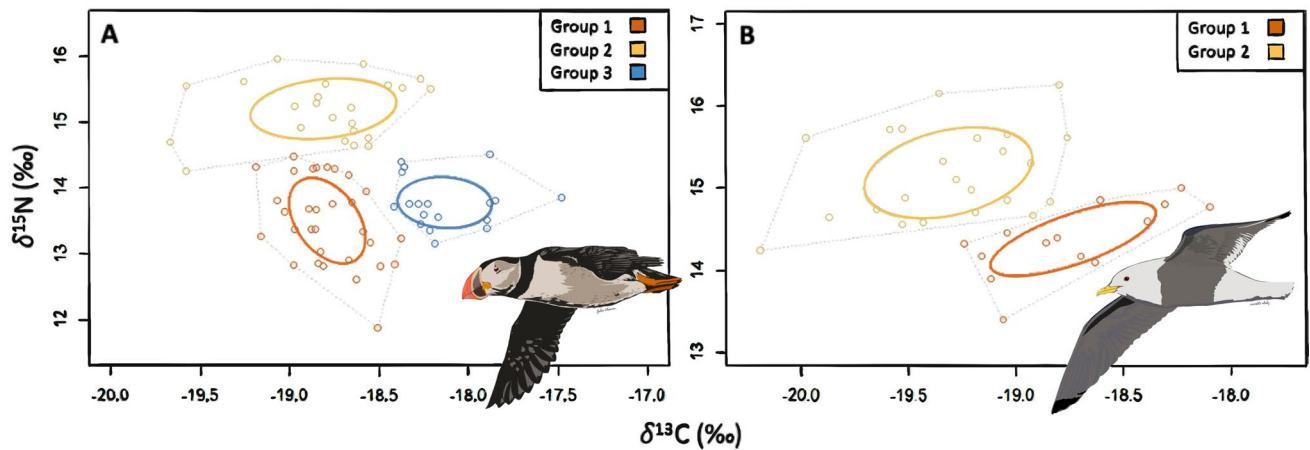 A
Group 1
Group 2
Group 3
16
15
14
13
12
δ15N (‰)
-20.0 -19.5 -19.0 -18.5 -18.0 -17.5 -17.0
B
Group 1
Group 2
17
16
15
14
13
-20.0 -19.5 -19.0 -18.5 -18.0
δ13C (‰)